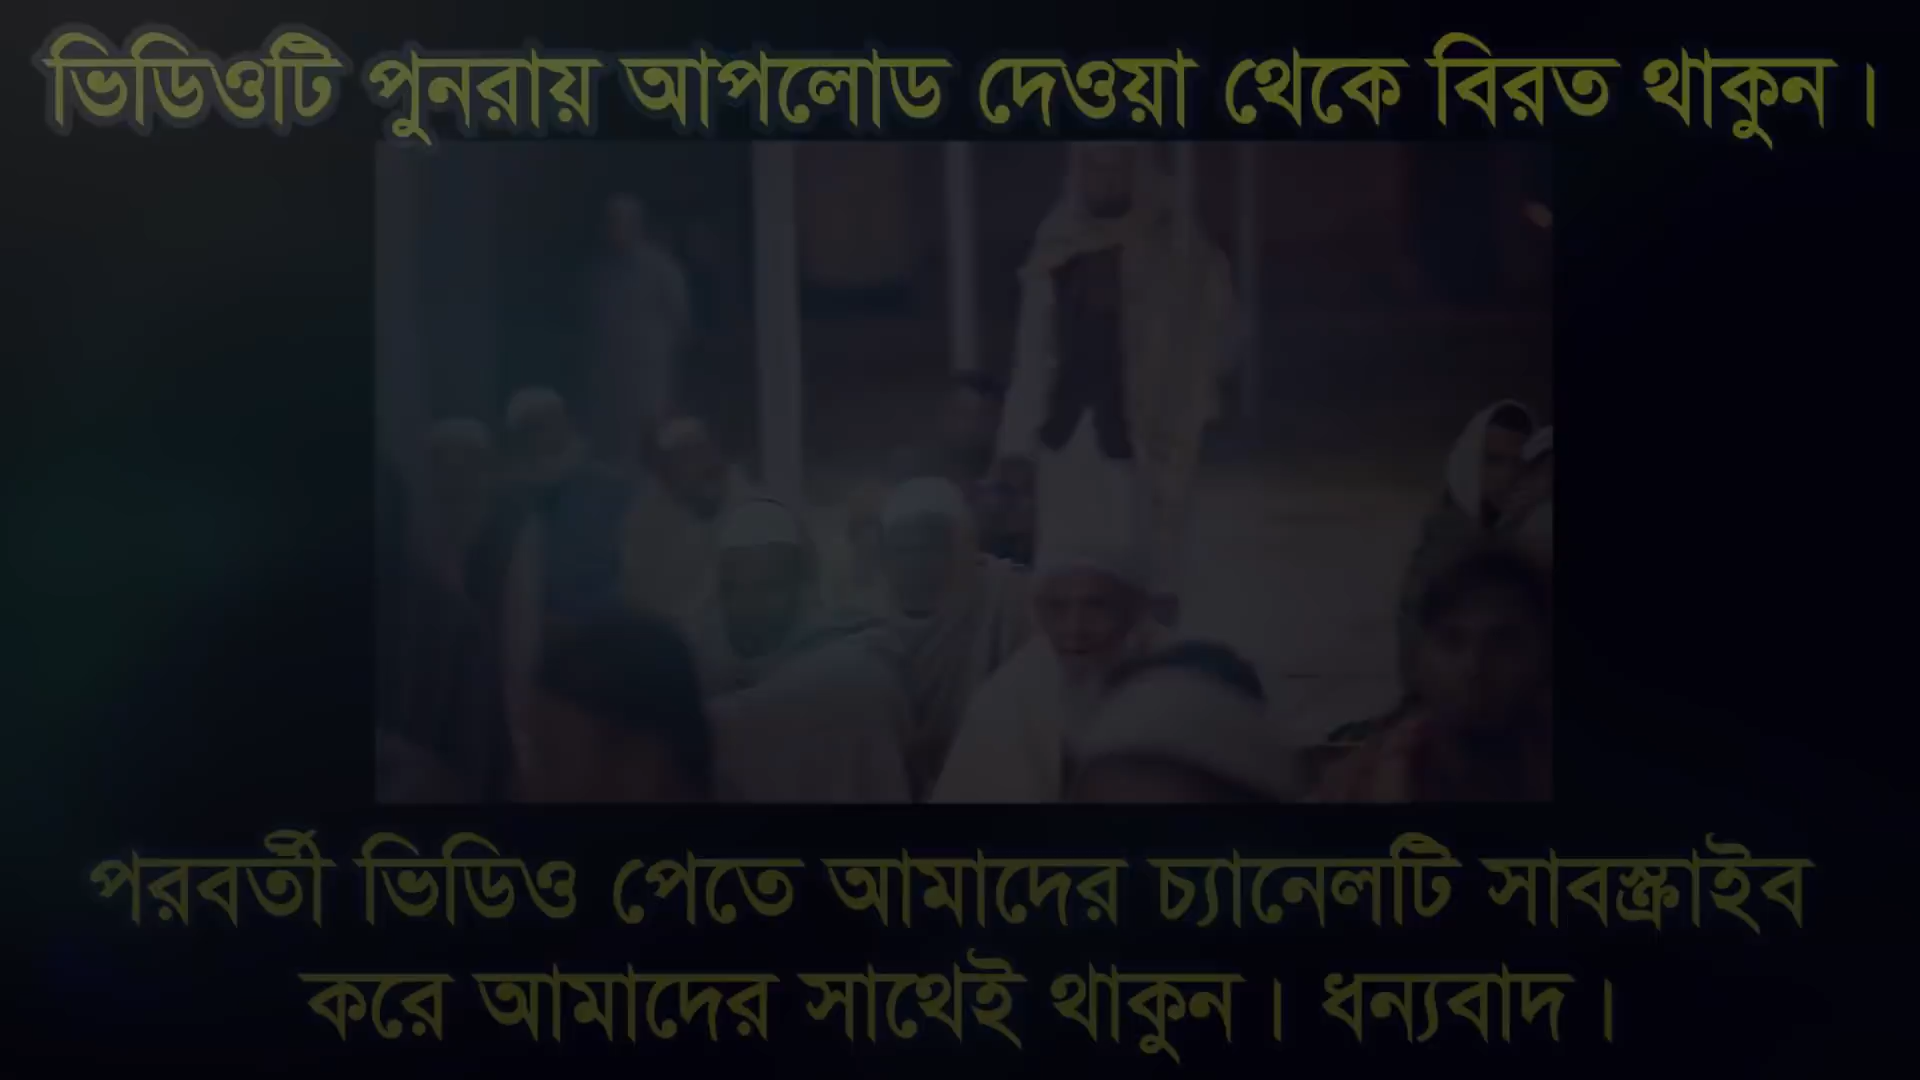 ভিডিওটি পুনরায় আপলোড দেওয়া থেকে বিরত থাকুন।
পরবর্তী ভিডিও পেতে আমাদের চ্যানেলটি সাবস্ক্রাইব
করে আমাদের সাথেই থাকুন। ধন্যবাদ।